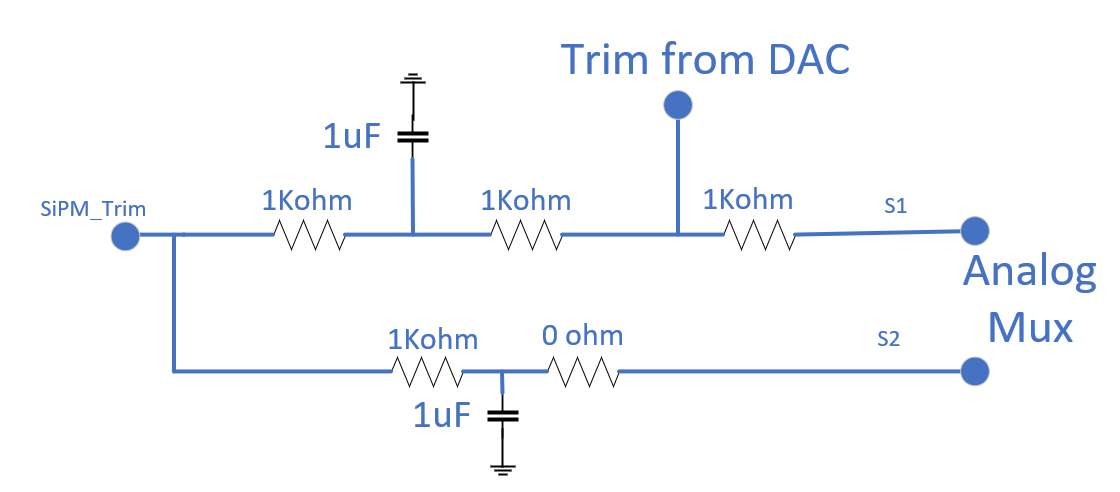 Trim from DAC
1uF
SiPM_Trim
1Kohm
1Kohm
1Kohm
S1
Analog
Mux
1Kohm
0 ohm
S2
1uF